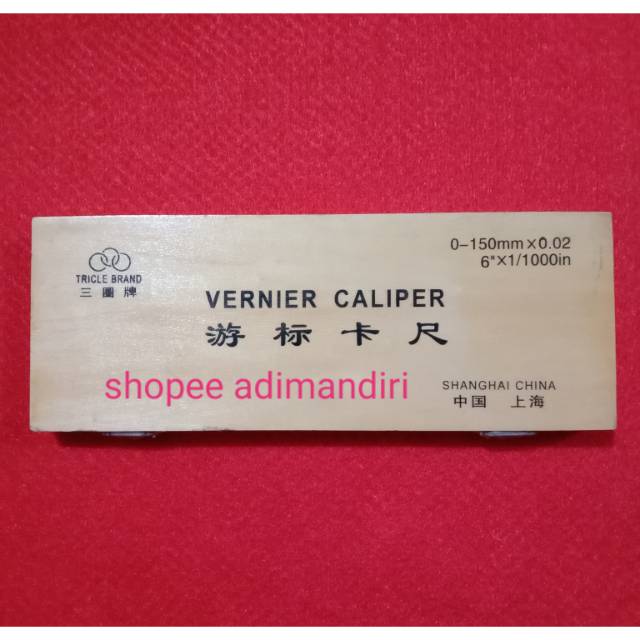 0-150mm×0.02
6"×1/1000in
TRICLE BRAND
三圈牌
VERNIER CALIPER
游标卡尺
shopee adimandiri
SHANGHAI CHINA
中国 上海